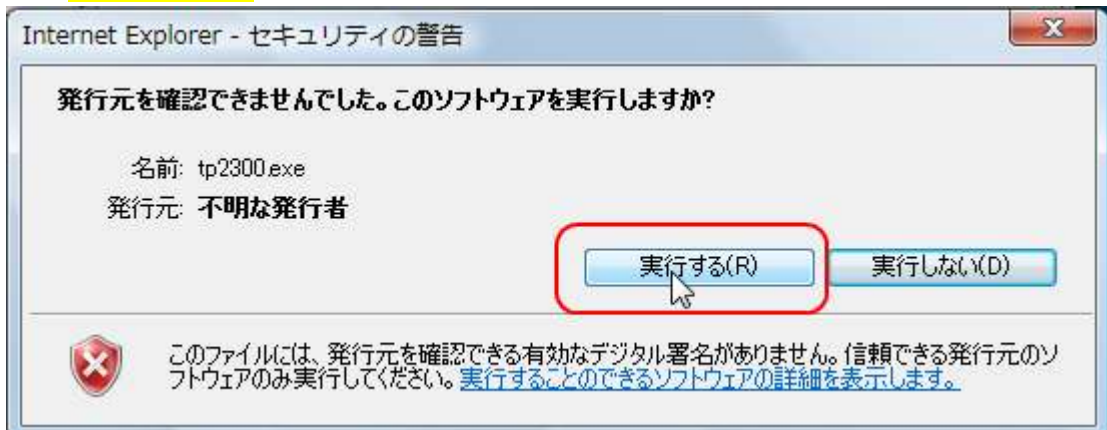 Internet Explorer - セキュリティの警告
発行元を確認できませんでした。このソフトウェアを実行しますか?
名前: tp2300.exe
発行元: 不明な発行者
実行する(R) 実行しない(D)
このファイルには、発行元を確認できる有効なデジタル署名がありません。信頼できる発行元のソ
フトウェアのみ実行してください。実行することのできるソフトウェアの詳細を表示します。